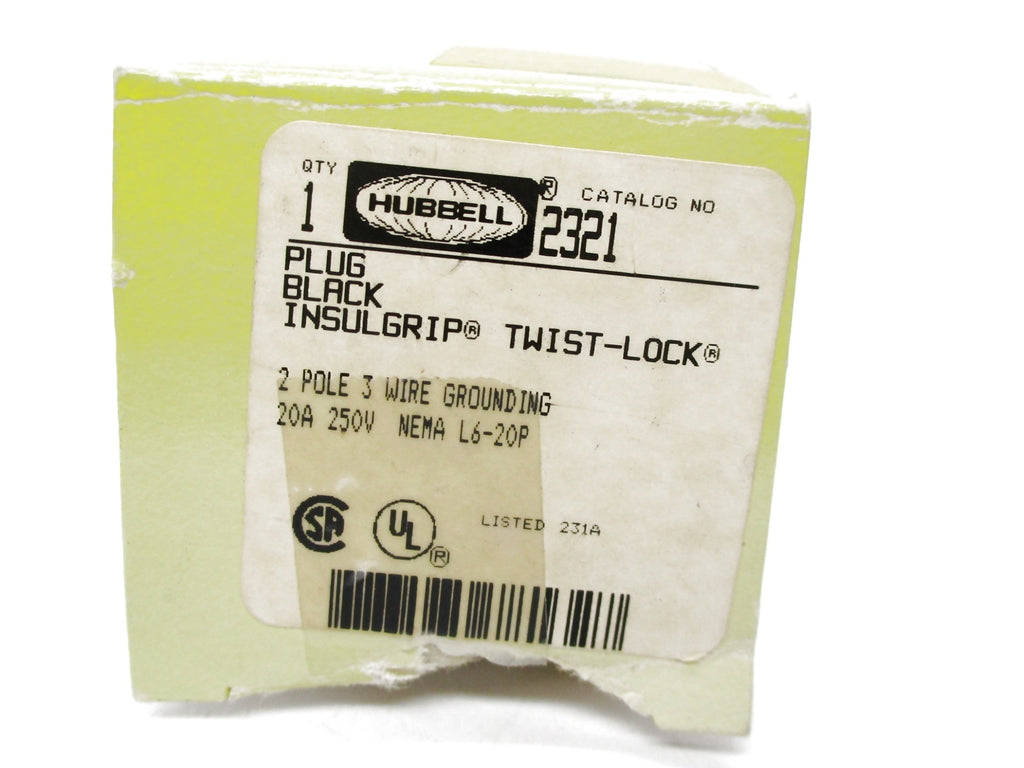 QTY
1 HUBBELL® CATALOG NO
2321
PLUG
BLACK
INSULGRIP® TWIST-LOCK®
2 POLE 3 WIRE GROUNDING
20A 250V NEMA L6-20P
SA UL® LISTED 231A